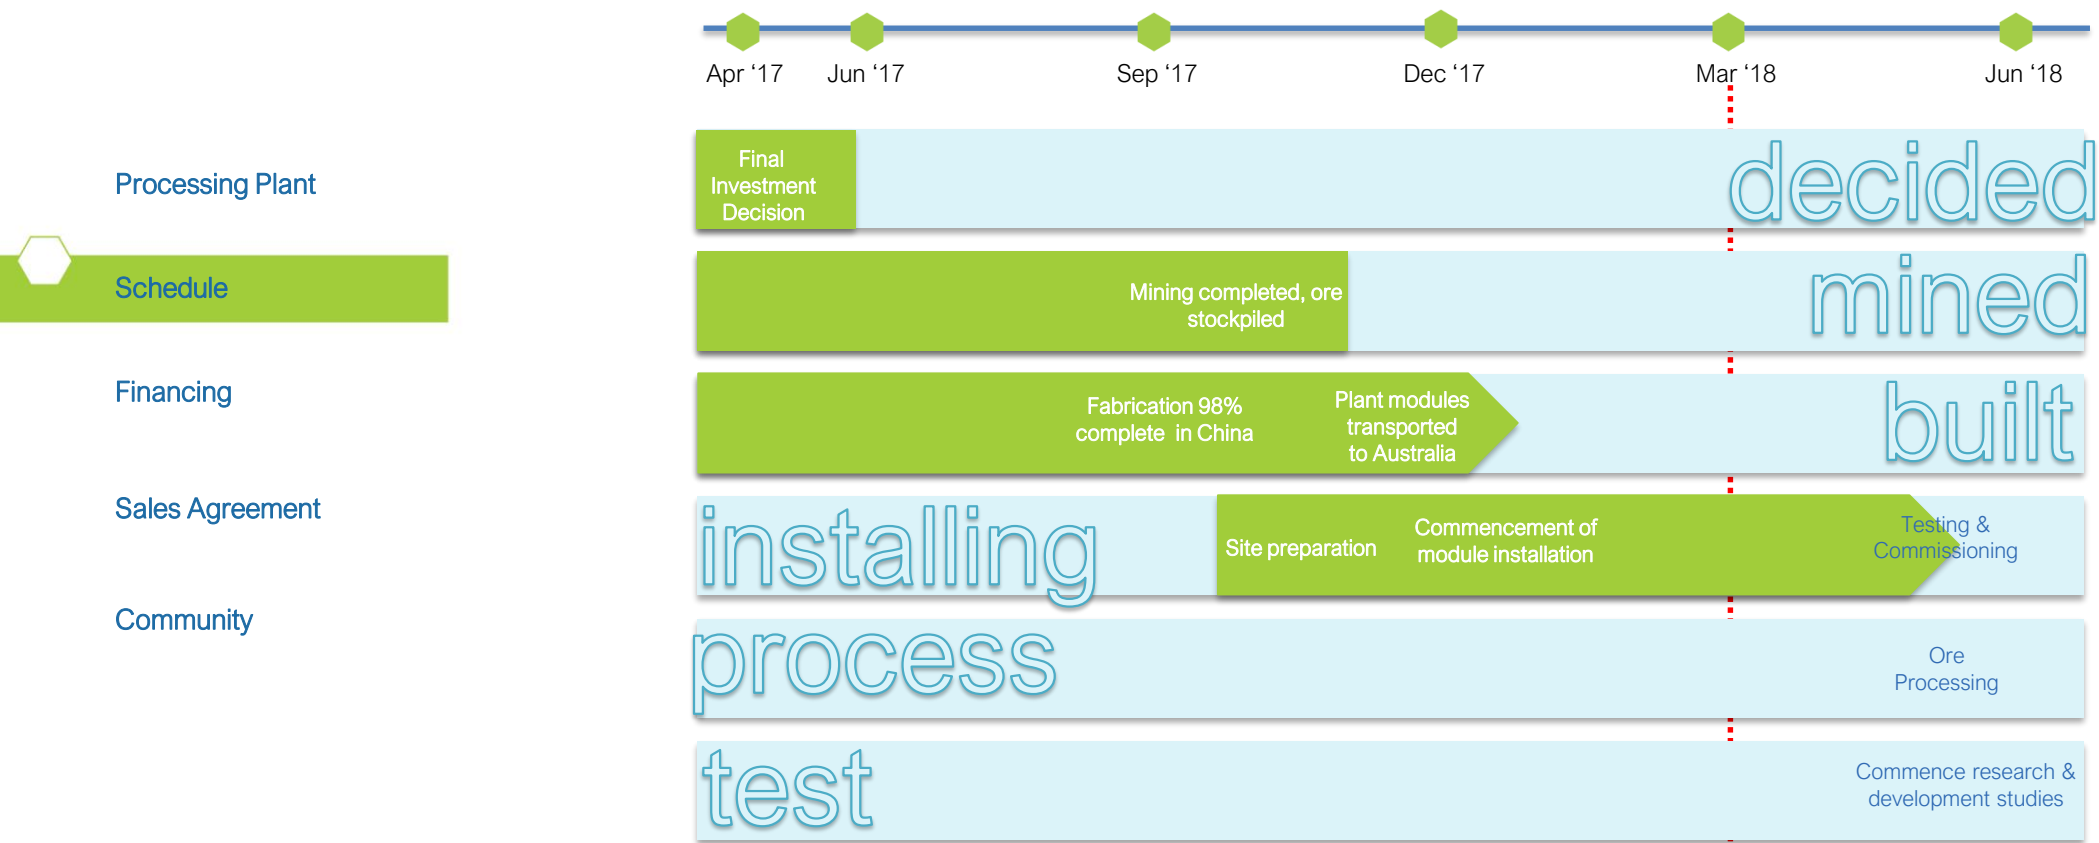 Apr ‘17
Jun ‘17
Sep ‘17
Dec ‘17
Mar ‘18
Jun ‘18
Processing Plant
Schedule
Financing
Sales Agreement
Community
Final
Investment
Decision
decided
Mining completed, ore
stockpiled
mined
Fabrication 98%
complete in China
Plant modules
transported
to Australia
built
installing
Site preparation
Commencement of
module installation
Testing &
Commissioning
process
Ore
Processing
test
Commence research &
development studies